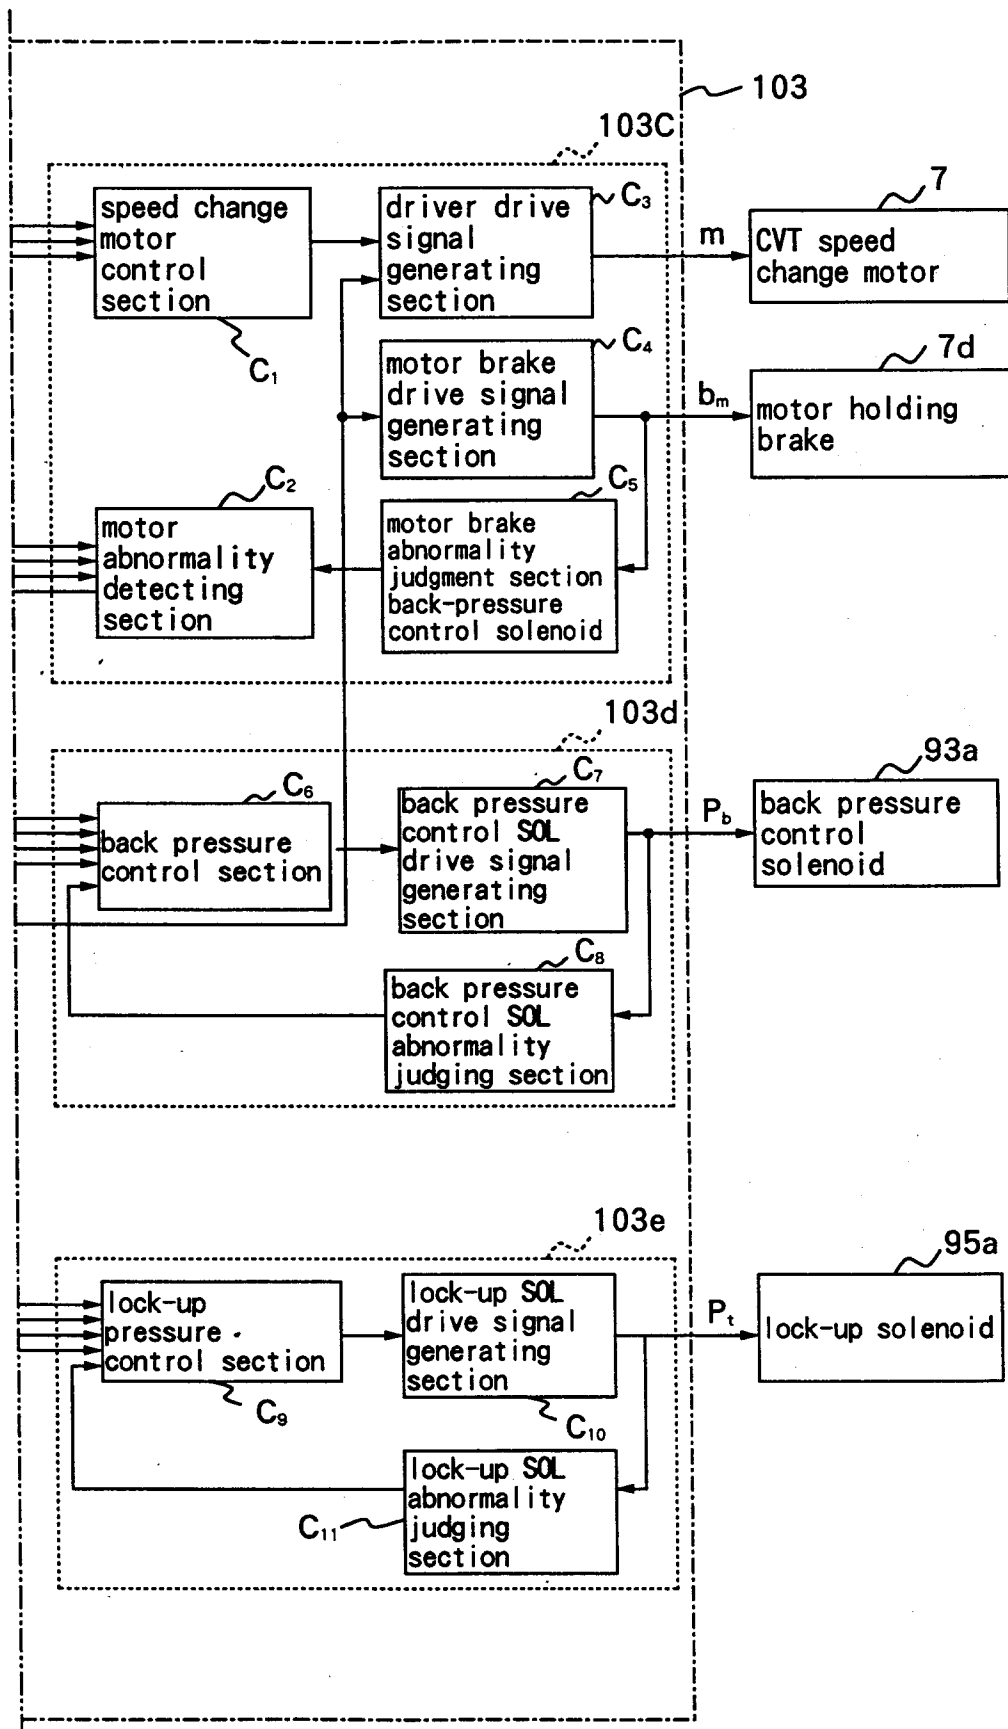 103
103C
speed change
motor
control
section
C₁
driver drive
signal
generating
section
C₃
m
7
CVT speed
change motor
motor brake
drive signal
generating
section
C₄
bₘ
7d
motor holding
brake
C₂
motor
abnormality
detecting
section
C₅
motor brake
abnormality
judgment section
back-pressure
control solenoid
103d
C₆
back pressure
control section
C₇
back pressure
control SOL
drive signal
generating
section
P_b
93a
back pressure
control
solenoid
C₈
back pressure
control SOL
abnormality
judging section
103e
lock-up
pressure
control section
C₉
lock-up SOL
drive signal
generating
section
C₁₀
Pₜ
95a
lock-up solenoid
lock-up SOL
abnormality
judging
section
C₁₁